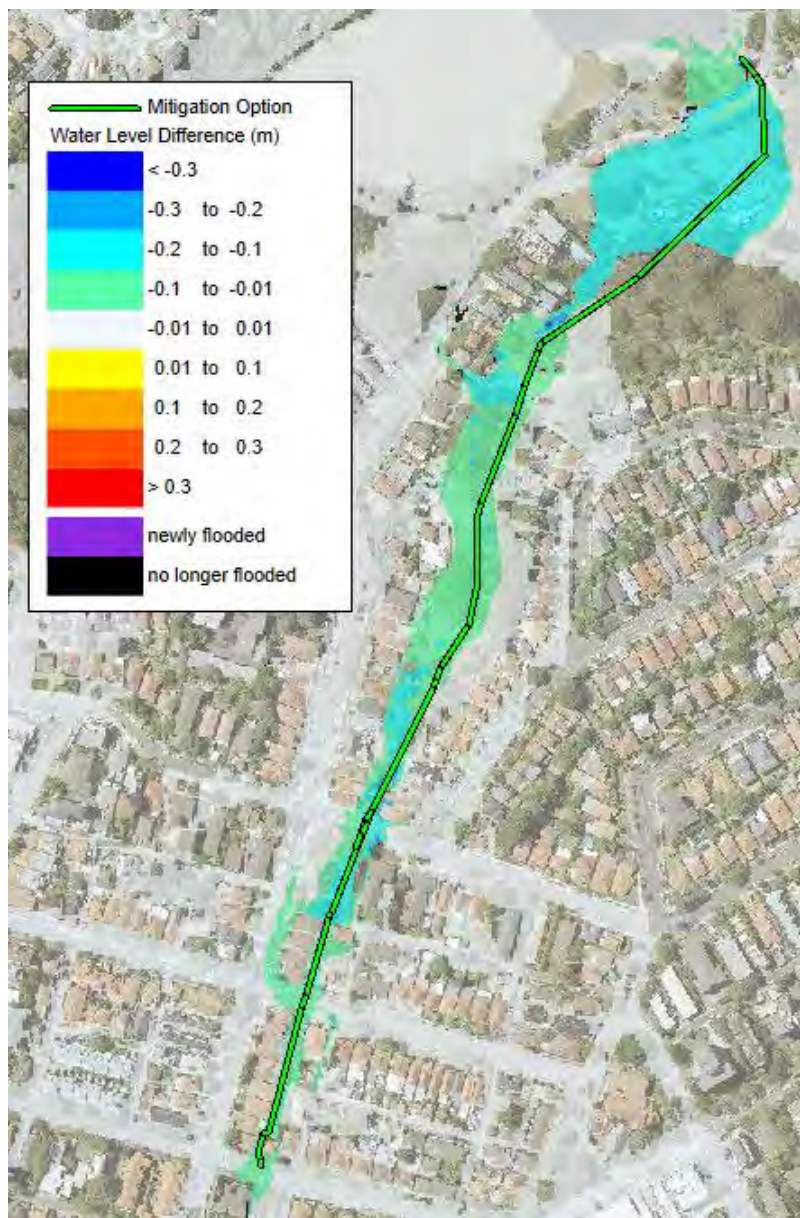 Mitigation Option
Water Level Difference (m)
< -0.3
-0.3 to -0.2
-0.2 to -0.1
-0.1 to -0.01
-0.01 to 0.01
0.01 to 0.1
0.1 to 0.2
0.2 to 0.3
> 0.3
newly flooded
no longer flooded